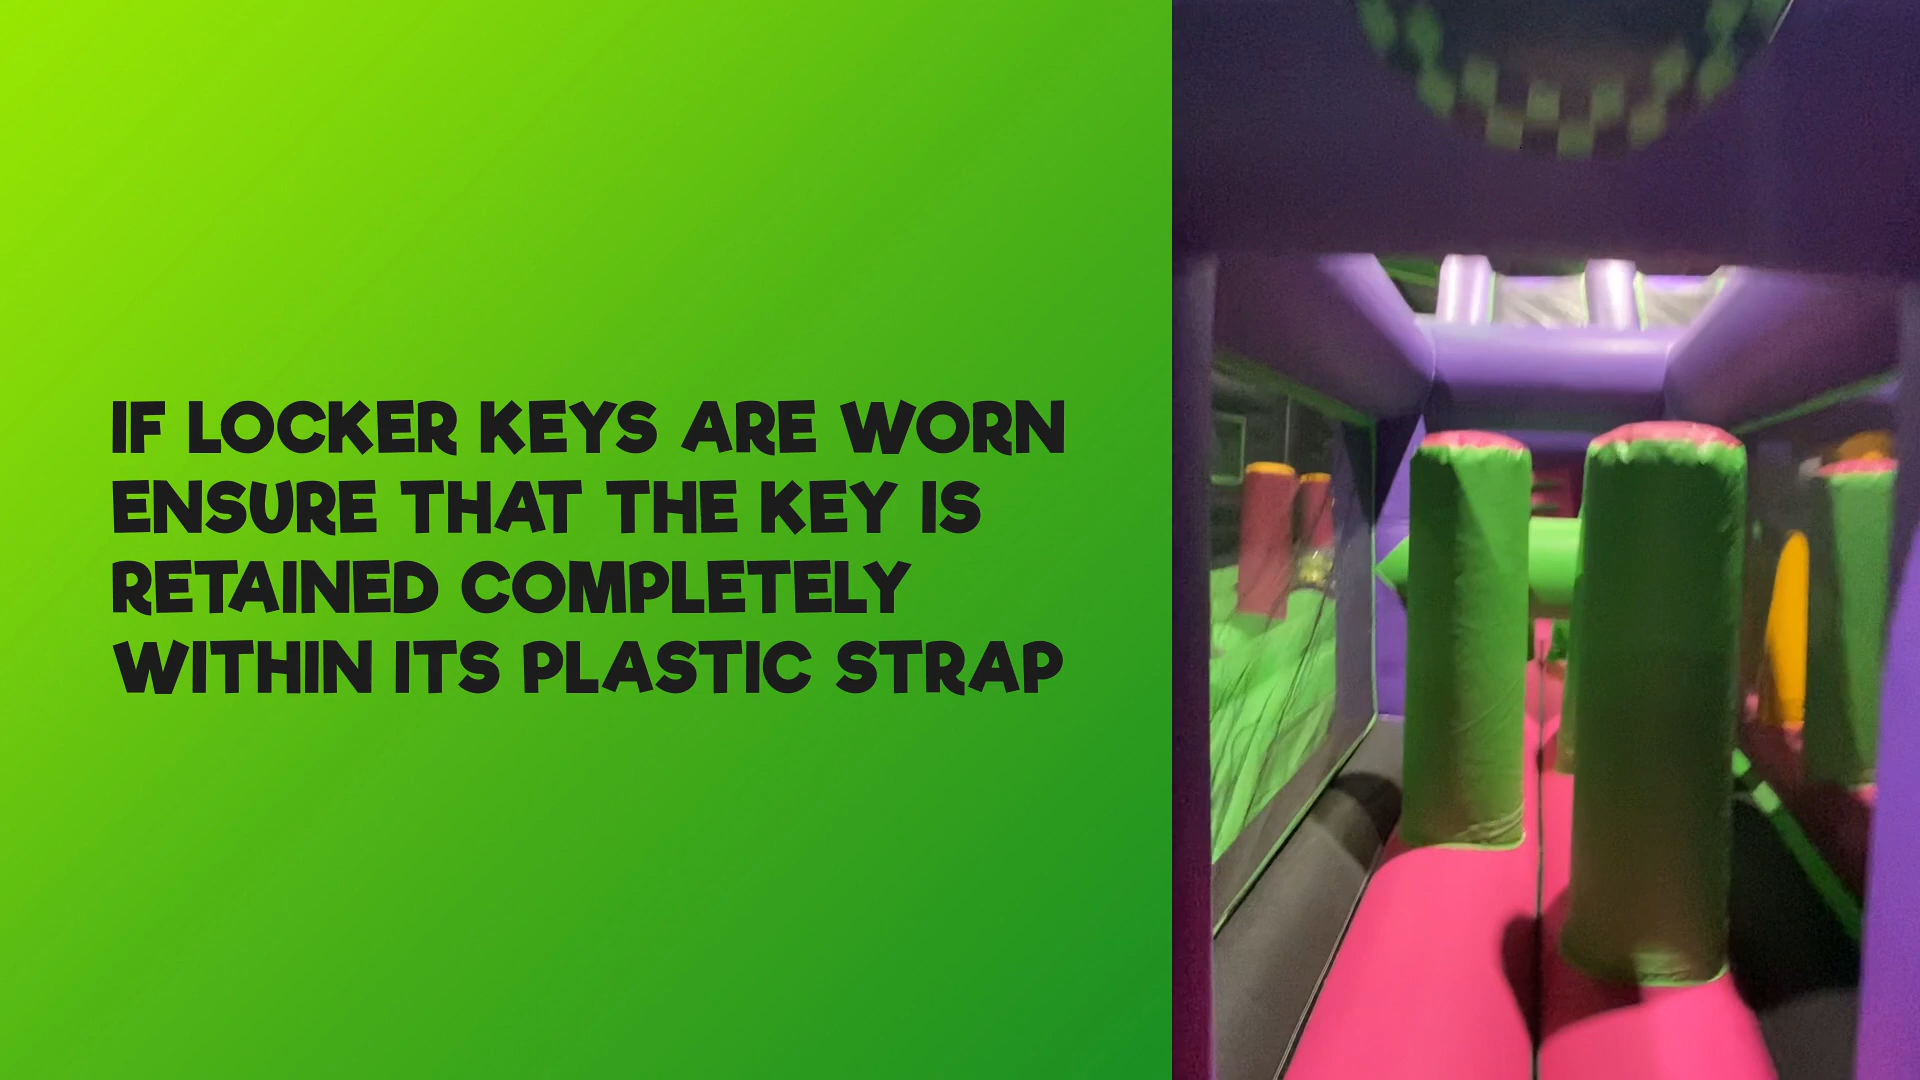 IF LOCKER KEYS ARE WORN
ENSURE THAT THE KEY IS
RETAINED COMPLETELY
WITHIN ITS PLASTIC STRAP